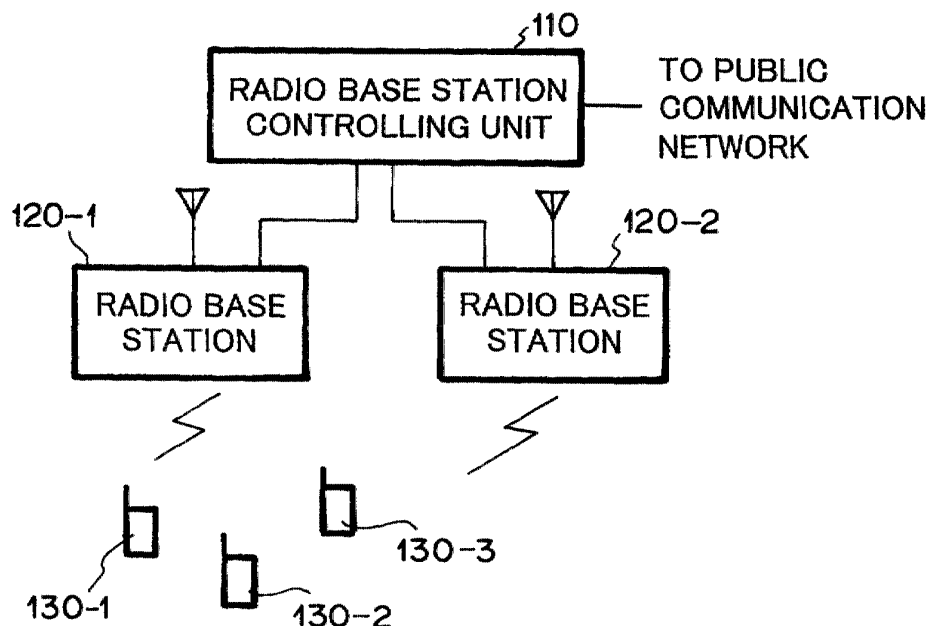 110
RADIO BASE STATION
CONTROLLING UNIT
TO PUBLIC
COMMUNICATION
NETWORK
120-1
120-2
RADIO BASE
STATION
RADIO BASE
STATION
130-1
130-2
130-3